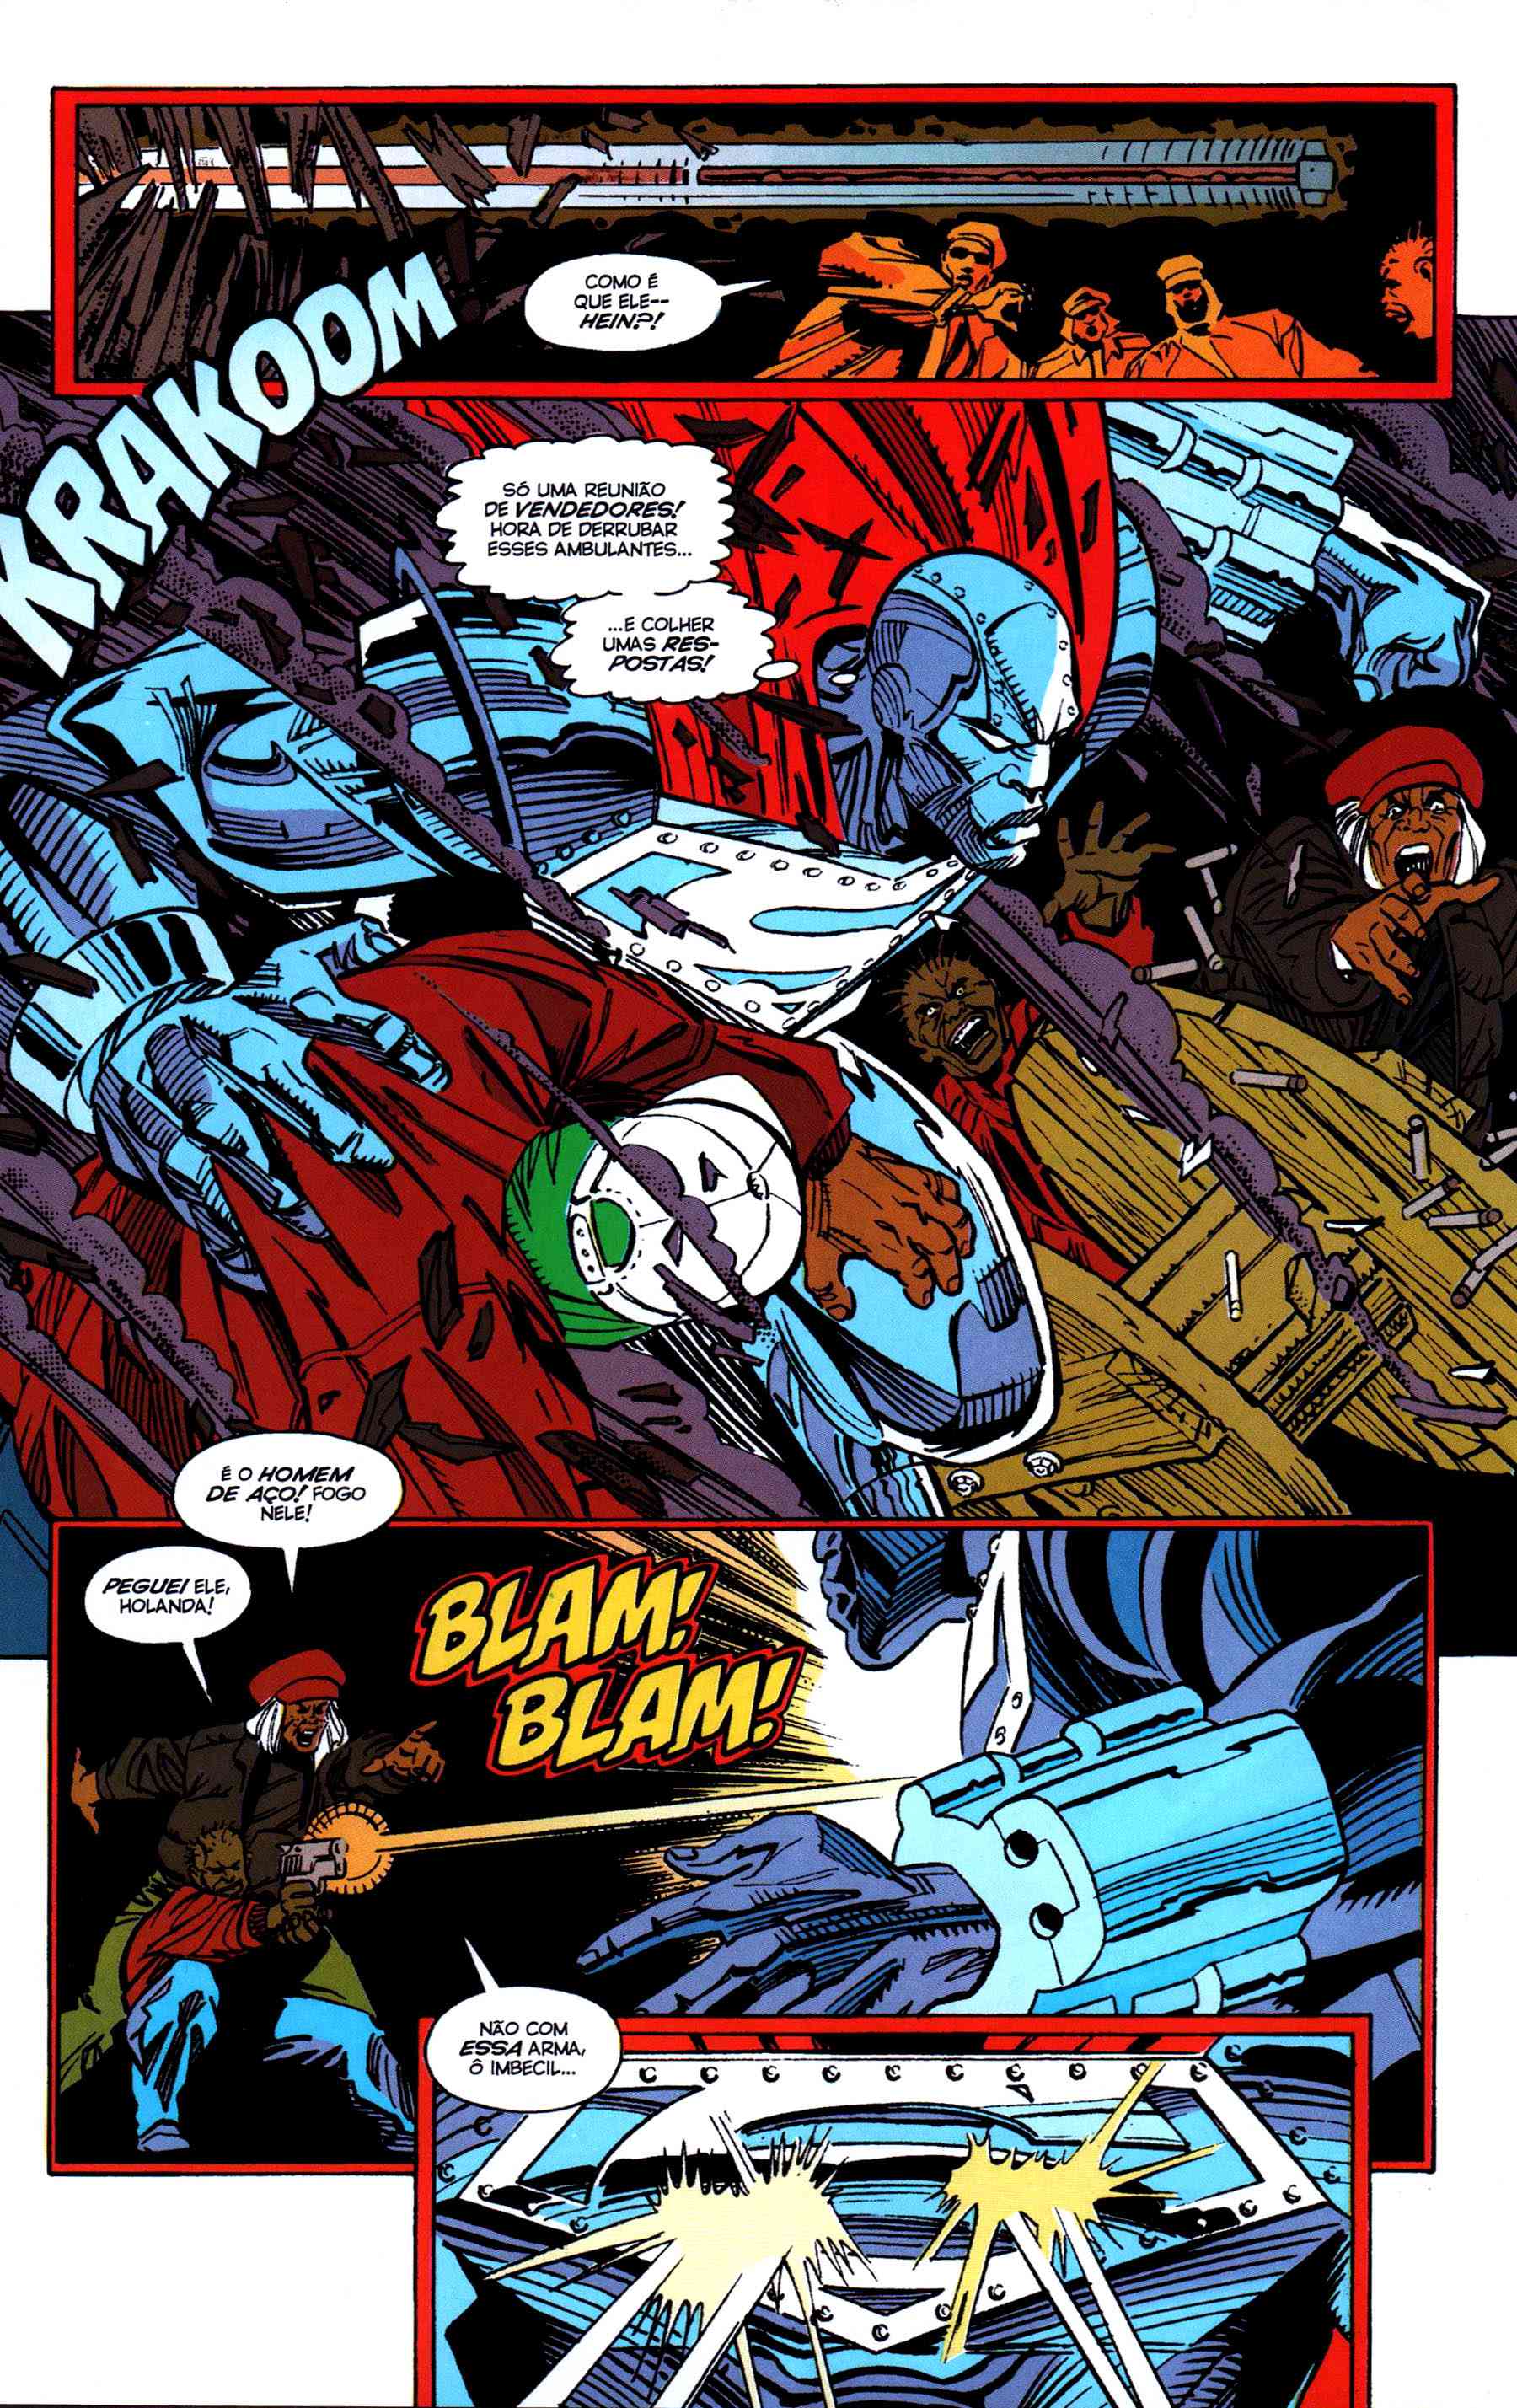 COMO É
QUE ELE--
HEIN?!
KRAKOOM
SÓ UMA REUNIÃO
DE VENDEDORES!
HORA DE DERRUBAR
ESSES AMBULANTES...
...E COLHER
UMAS RES-
POSTAS!
É O HOMEM
DE AÇO! FOGO
NELE!
PEGUEI ELE,
HOLANDA!
BLAM!
BLAM!
NÃO COM
ESSA ARMA,
Ô IMBECIL...